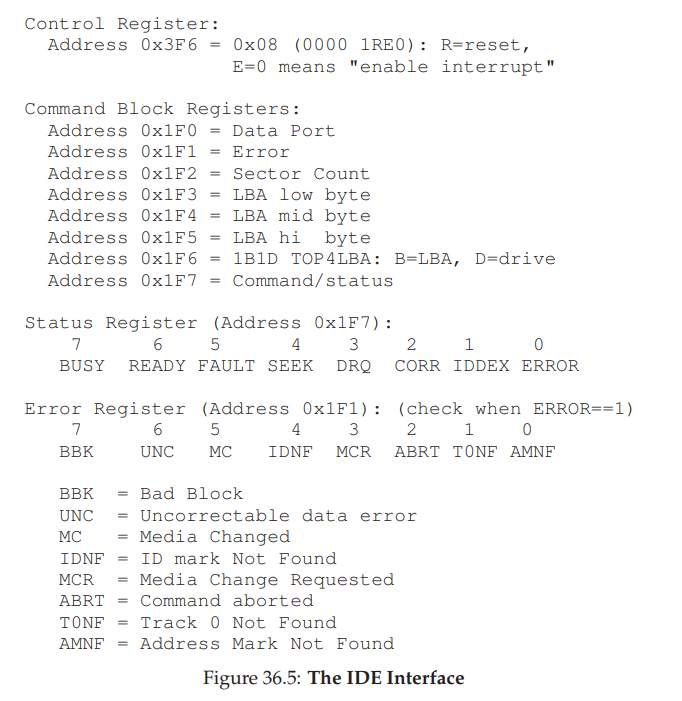 Control Register:
Address 0x3F6 = 0x08 (0000 1RE0): R=reset,
E=0 means "enable interrupt"
Command Block Registers:
Address 0x1F0 = Data Port
Address 0x1F1 = Error
Address 0x1F2 = Sector Count
Address 0x1F3 = LBA low byte
Address 0x1F4 = LBA mid byte
Address 0x1F5 = LBA hi  byte
Address 0x1F6 = 1B1D TOP4LBA: B=LBA, D=drive
Address 0x1F7 = Command/status
Status Register (Address 0x1F7):
7 6 5 4 3 2 1 0
BUSY READY FAULT SEEK DRQ CORR IDDEX ERROR
Error Register (Address 0x1F1): (check when ERROR==1)
7 6 5 4 3 2 1 0
BBK UNC MC IDNF MCR ABRT T0NF AMNF
BBK = Bad Block
UNC = Uncorrectable data error
MC = Media Changed
IDNF = ID mark Not Found
MCR = Media Change Requested
ABRT = Command aborted
T0NF = Track 0 Not Found
AMNF = Address Mark Not Found
Figure 36.5: The IDE Interface